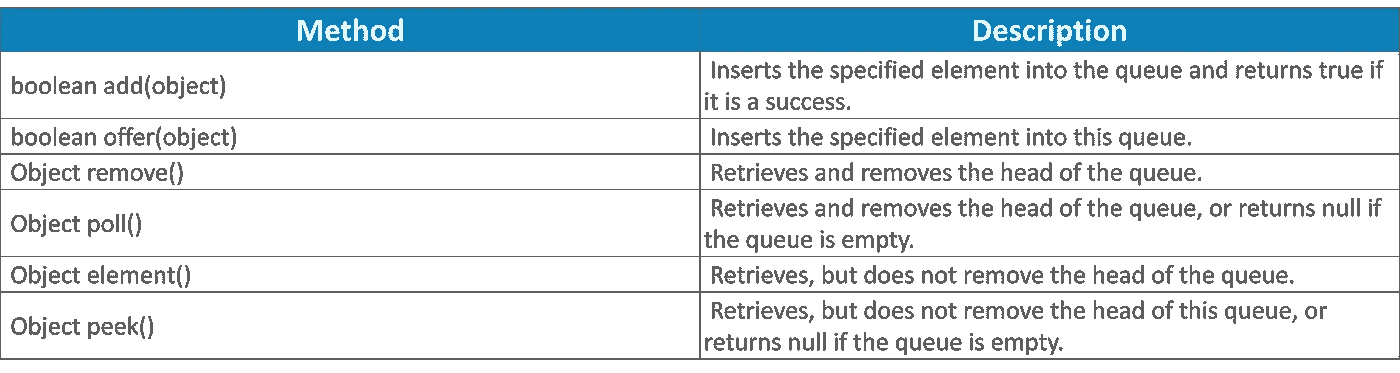 Method Description
boolean add(object) Inserts the specified element into the queue and returns true if
it is a success.
boolean offer(object) Inserts the specified element into this queue.
Object remove() Retrieves and removes the head of the queue.
Object poll() Retrieves and removes the head of the queue, or returns null if
the queue is empty.
Object element() Retrieves, but does not remove the head of the queue.
Object peek() Retrieves, but does not remove the head of this queue, or
returns null if the queue is empty.